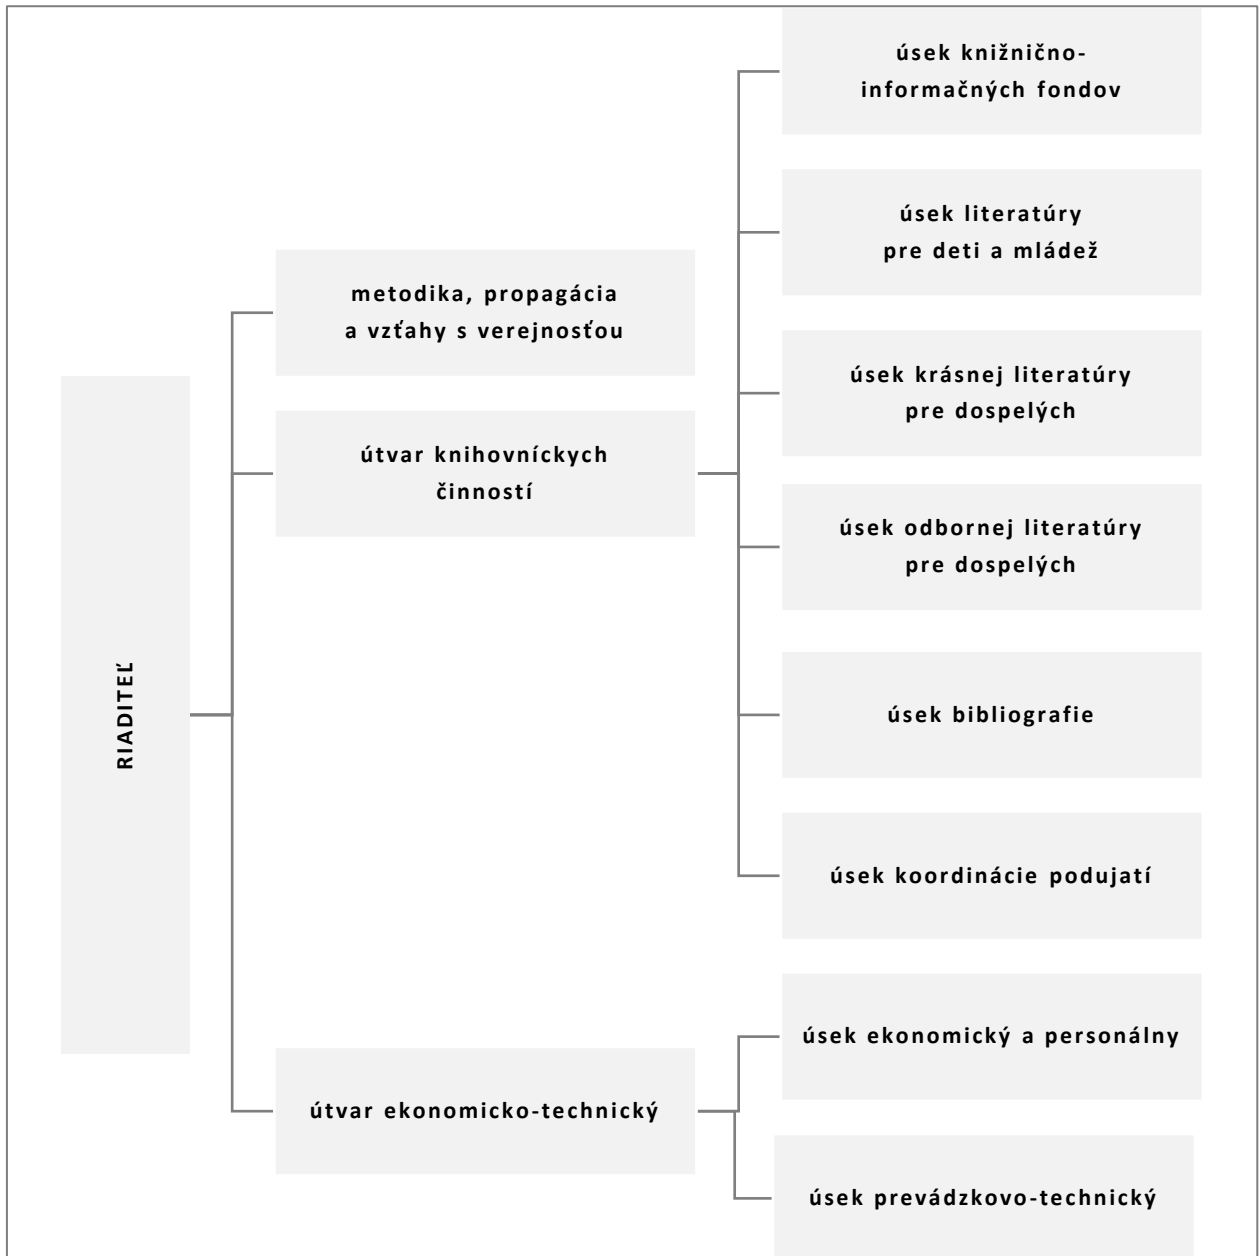 RIADITEĽ
metodika, propagácia
a vzťahy s verejnosťou
útvar knihovníckych
činností
úsek knižnično-
informačných fondov
úsek literatúry
pre deti a mládež
úsek krásnej literatúry
pre dospelých
úsek odbornej literatúry
pre dospelých
úsek bibliografie
úsek koordinácie podujatí
útvar ekonomicko-technický
úsek ekonomický a personálny
úsek prevádzkovo-technický